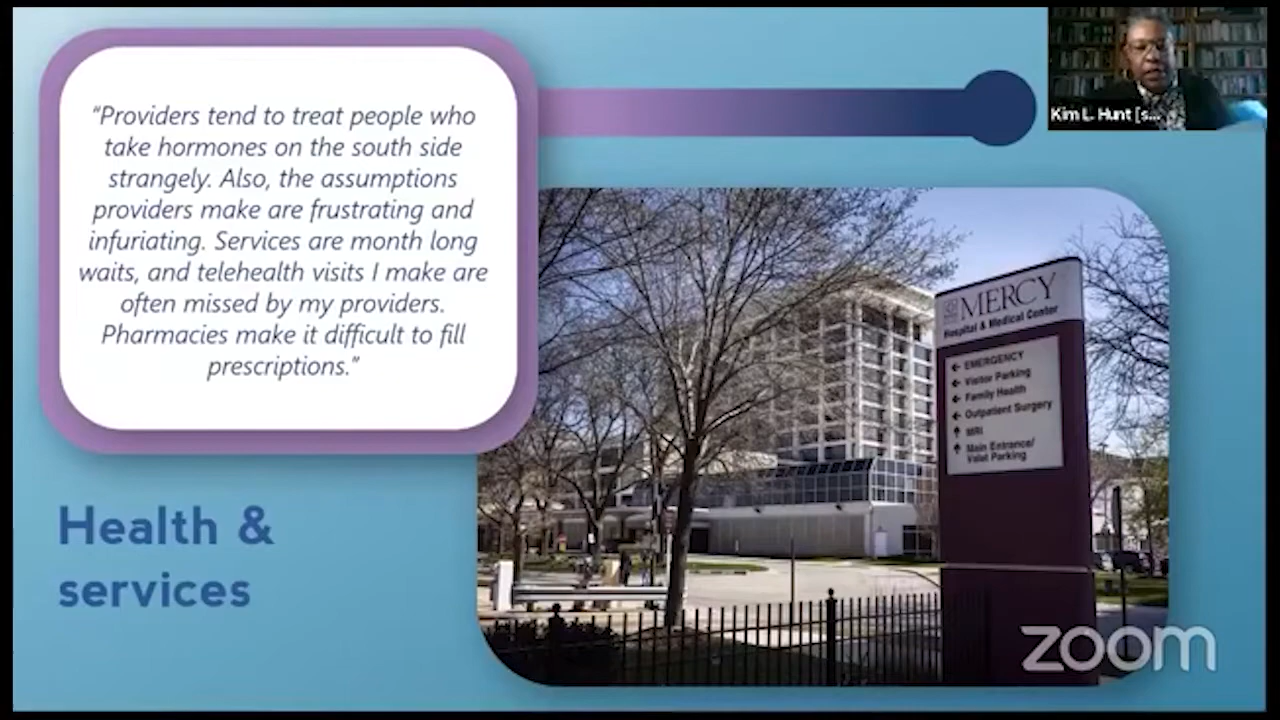 “Providers tend to treat people who
take hormones on the south side
strangely. Also, the assumptions
providers make are frustrating and
infuriating. Services are month long
waits, and telehealth visits I make are
often missed by my providers.
Pharmacies make it difficult to fill
prescriptions.”
Health &
services
Kim L. Hunt [s...
MERCY
Hospital & Medical Center
← EMERGENCY
← Visitor Parking
← Family Health
← Outpatient Surgery
↑ MRI
↑ Main Entrance/
Valet Parking
zoom